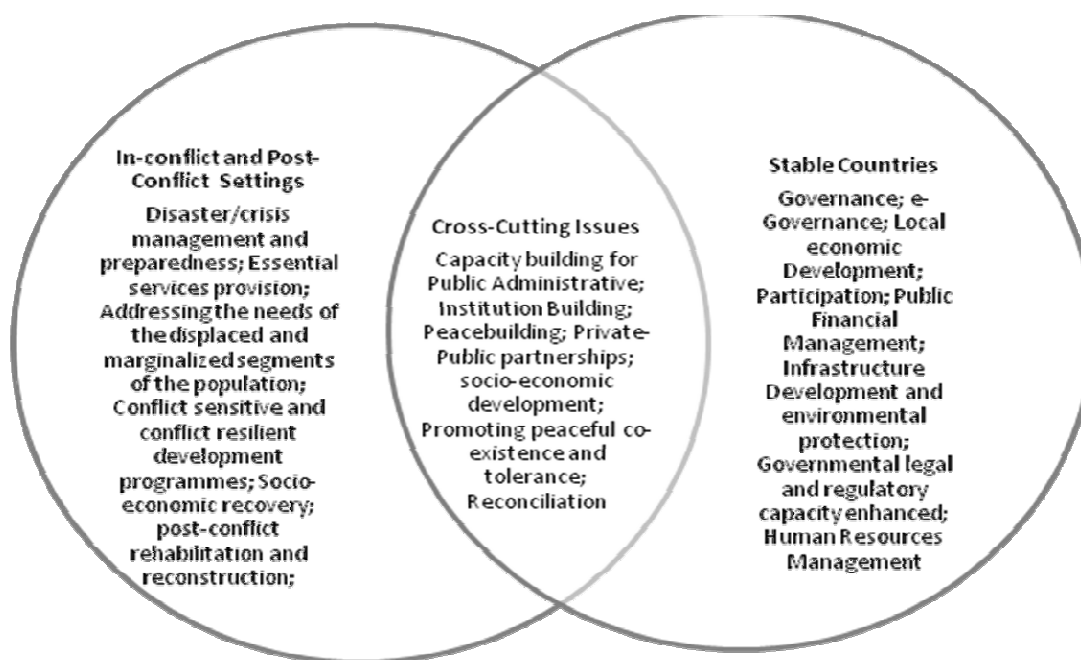 In-conflict and Post-
Conflict Settings
Disaster/crisis
management and
preparedness; Essential
services provision;
Addressing the needs of
the displaced and
marginalized segments
of the population;
Conflict sensitive and
conflict resilient
development
programmes; Socio-
economic recovery;
post-conflict
rehabilitation and
reconstruction;
Cross-Cutting Issues
Capacity building for
Public Administrative;
Institution Building;
Peacebuilding; Private-
Public partnerships;
socio-economic
development;
Promoting peaceful co-
existence and
tolerance;
Reconciliation
Stable Countries
Governance; e-
Governance; Local
economic
Development;
Participation; Public
Financial
Management;
Infrastructure
Development and
environmental
protection;
Governmental legal
and regulatory
capacity enhanced;
Human Resources
Management